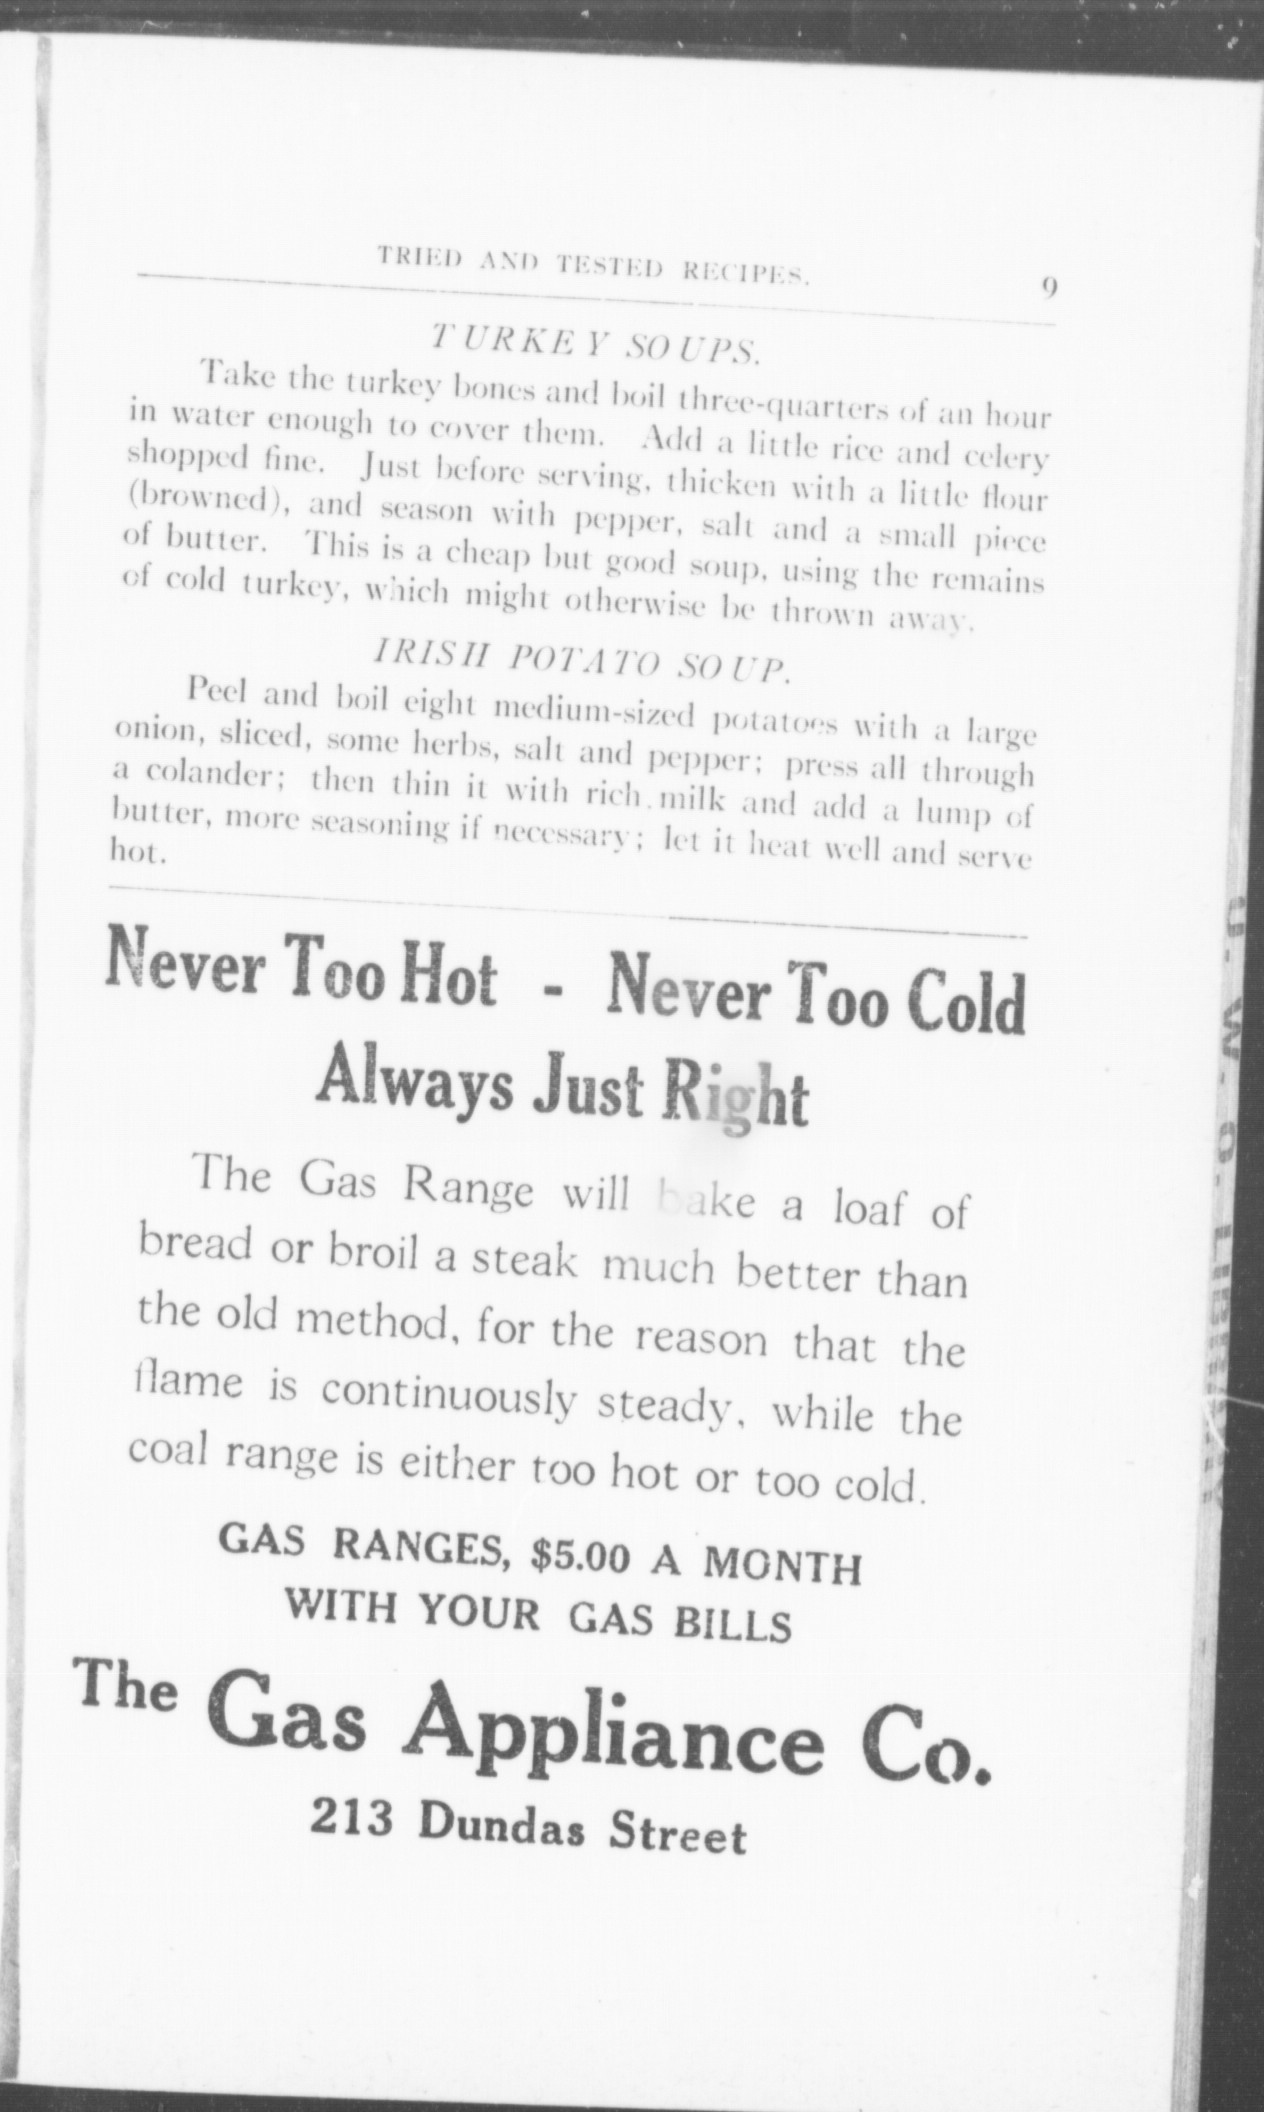 TRIED AND TESTED RECIPES.
9
TURKEY SOUPS.
Take the turkey bones and boil three-quarters of an hour
in water enough to cover them. Add a little rice and celery
shopped fine. Just before serving, thicken with a little flour
(browned), and season with pepper, salt and a small piece
of butter. This is a cheap but good soup, using the remains
of cold turkey, which might otherwise be thrown away.
IRISH POTATO SOUP.
Peel and boil eight medium-sized potatoes with a large
onion, sliced, some herbs, salt and pepper; press all through
a colander; then thin it with rich milk and add a lump of
butter, more seasoning if necessary; let it heat well and serve
hot.
Never Too Hot - Never Too Cold
Always Just Right
The Gas Range will bake a loaf of
bread or broil a steak much better than
the old method, for the reason that the
flame is continuously steady, while the
coal range is either too hot or too cold.
GAS RANGES, $5.00 A MONTH
WITH YOUR GAS BILLS
The Gas Appliance Co.
213 Dundas Street
U. W. O. LIBRARY